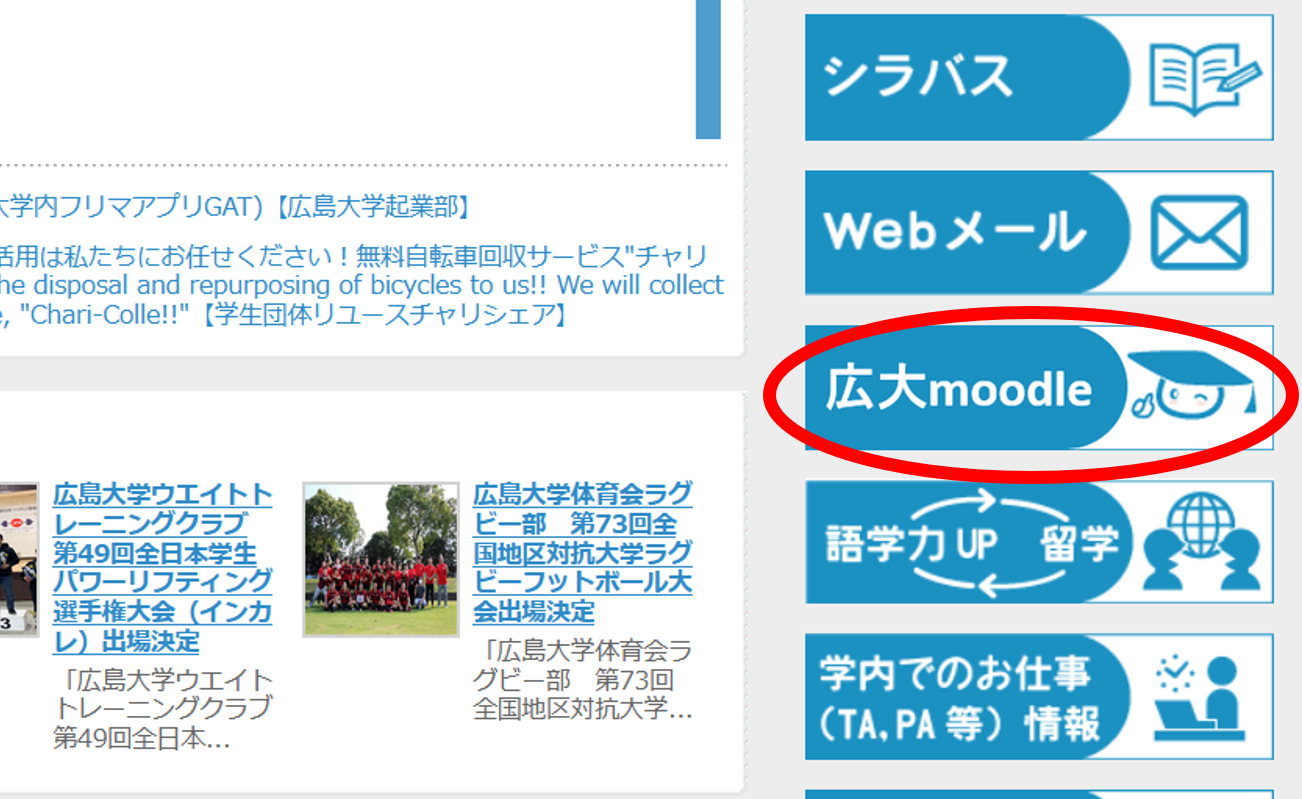 大学内フリマアプリGAT)【広島大学起業部】
活用は私たちにお任せください！無料自転車回収サービス"チャリ
he disposal and repurposing of bicycles to us!! We will collect
e, "Chari-Colle!!"【学生団体リユースチャリシェア】
広島大学ウエイトト
レーニングクラブ
第49回全日本学生
パワーリフティング
選手権大会（インカ
レ）出場決定
「広島大学ウエイト
トレーニングクラブ
第49回全日本...
3
広島大学体育会ラグ
ビー部　第73回全
国地区対抗大学ラグ
ビーフットボール大
会出場決定
「広島大学体育会ラ
グビー部　第73回
全国地区対抗大学...
シラバス
Webメール
広大moodle
語学力UP 留学
学内でのお仕事
（TA,PA 等）情報